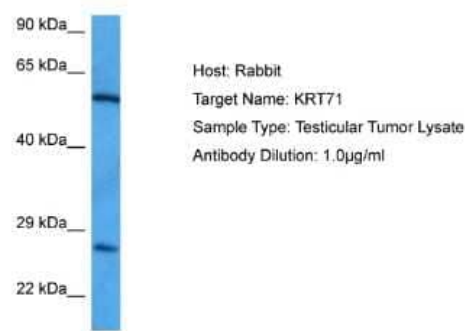 90 kDa
65 kDa
Host: Rabbit
Target Name: KRT71
Sample Type: Testicular Tumor Lysate
40 kDa
Antibody Dilution: 1.0µg/ml
29 kDa
22 kDa